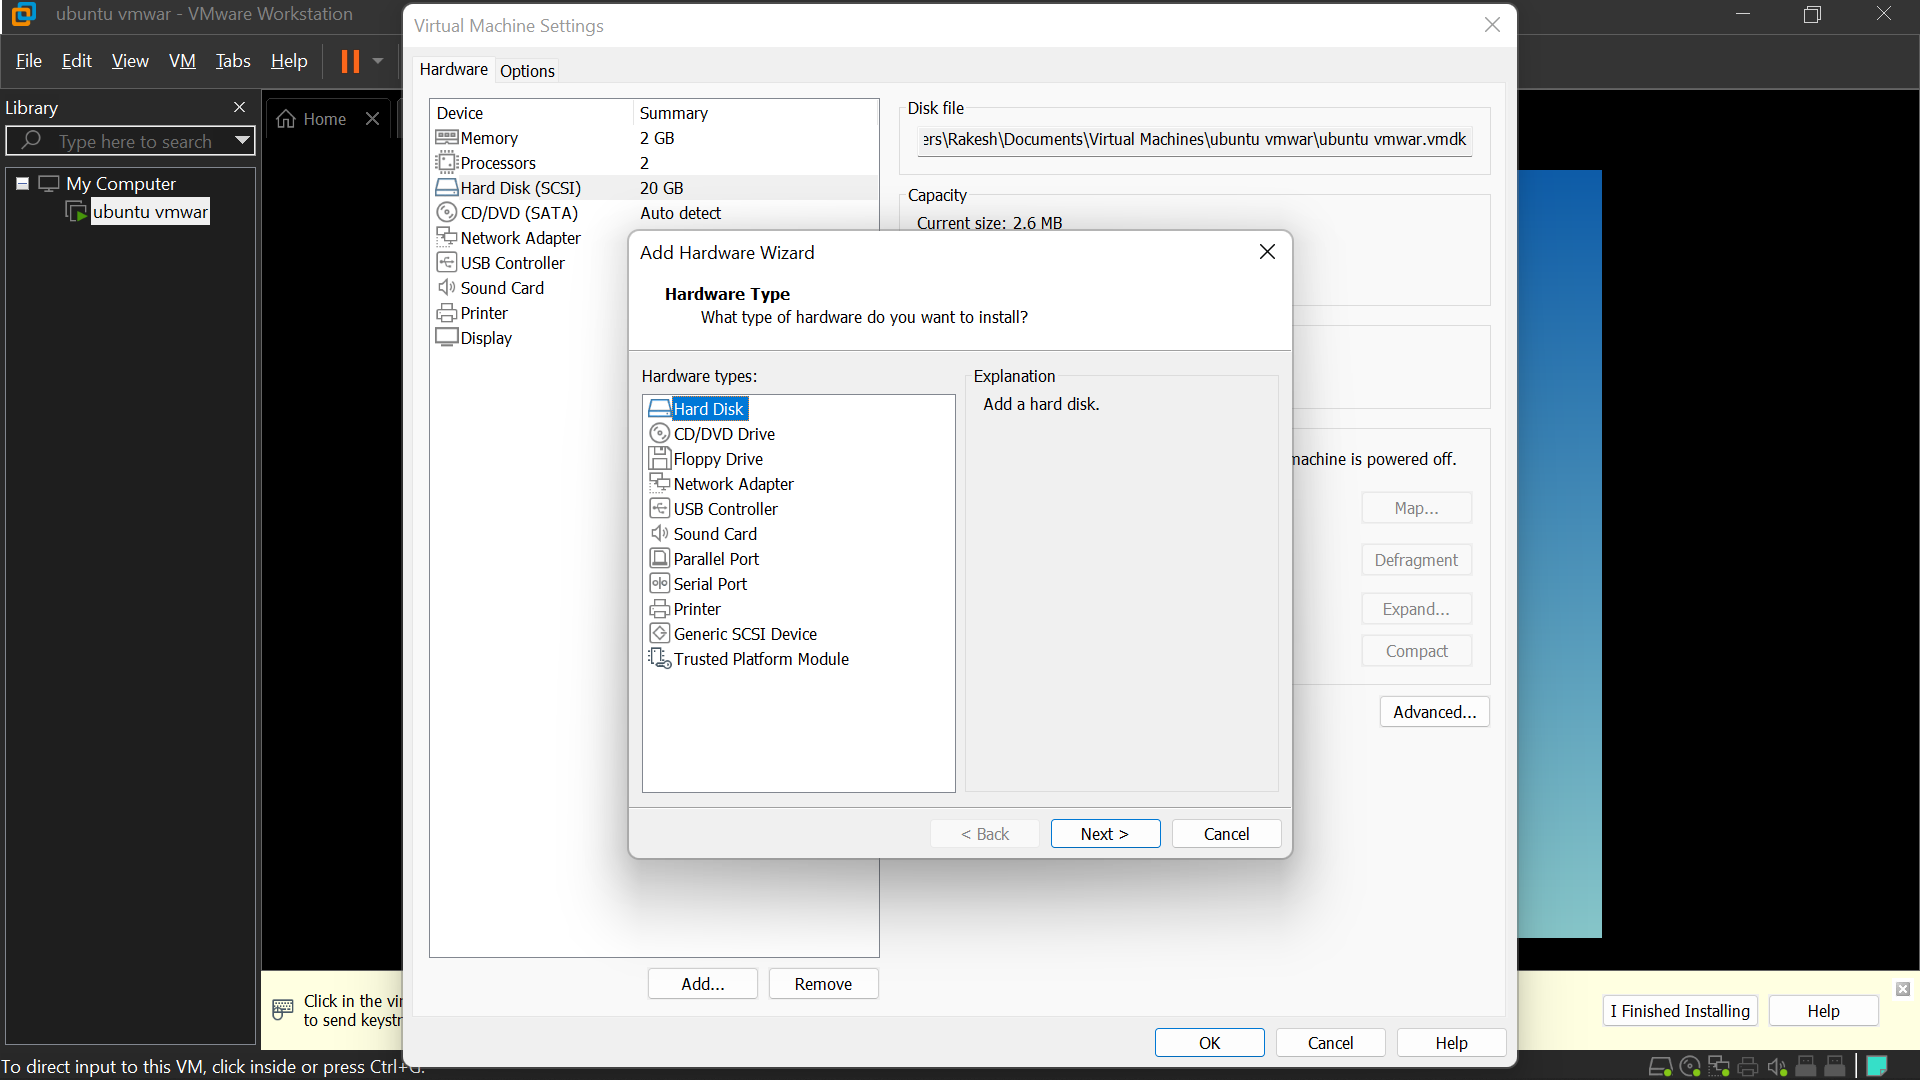 ubuntu vmwar - VMware Workstation
File Edit View VM Tabs Help
Library
Type here to search
My Computer
ubuntu vmwar
Home
Virtual Machine Settings
Hardware Options
Device Summary
Memory 2 GB
Processors 2
Hard Disk (SCSI) 20 GB
CD/DVD (SATA) Auto detect
Network Adapter
USB Controller
Sound Card
Printer
Display
Add... Remove
Disk file
ers\Rakesh\Documents\Virtual Machines\ubuntu vmwar\ubuntu vmwar.vmdk
Capacity
Current size: 2.6 MB
machine is powered off.
Map...
Defragment
Expand...
Compact
Advanced...
OK Cancel Help
Add Hardware Wizard
Hardware Type
What type of hardware do you want to install?
Hardware types:
Hard Disk
CD/DVD Drive
Floppy Drive
Network Adapter
USB Controller
Sound Card
Parallel Port
Serial Port
Printer
Generic SCSI Device
Trusted Platform Module
Explanation
Add a hard disk.
< Back Next > Cancel
Click in the vir
to send keystr
I Finished Installing Help
To direct input to this VM, click inside or press Ctrl+G.